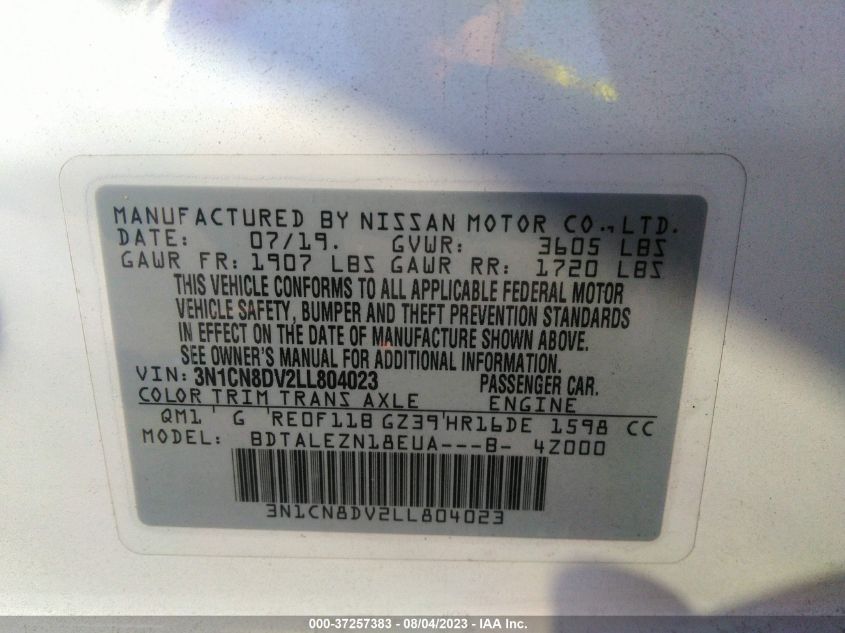 MANUFACTURED BY NISSAN MOTOR CO., LTD.
DATE: 07/19. GVWR: 3605 LBS
GAWR FR: 1907 LBS GAWR RR: 1720 LBS
THIS VEHICLE CONFORMS TO ALL APPLICABLE FEDERAL MOTOR
VEHICLE SAFETY, BUMPER AND THEFT PREVENTION STANDARDS
IN EFFECT ON THE DATE OF MANUFACTURE SHOWN ABOVE.
SEE OWNER'S MANUAL FOR ADDITIONAL INFORMATION.
VIN: 3N1CN8DV2LL804023 PASSENGER CAR.
COLOR TRIM TRANS AXLE ENGINE
QM1 G RE0F11B GZ39 HR16DE 1598 CC
MODEL: BDTALEZN18EUA---B- 4Z000
3N1CN8DV2LL804023
000-37257383 - 08/04/2023 - IAA Inc.